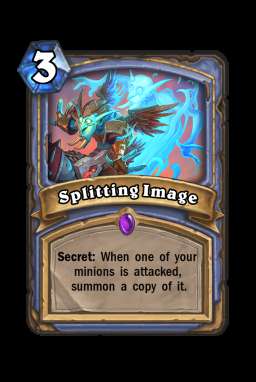 3
Splitting Image
Secret: When one of your
minions is attacked,
summon a copy of it.